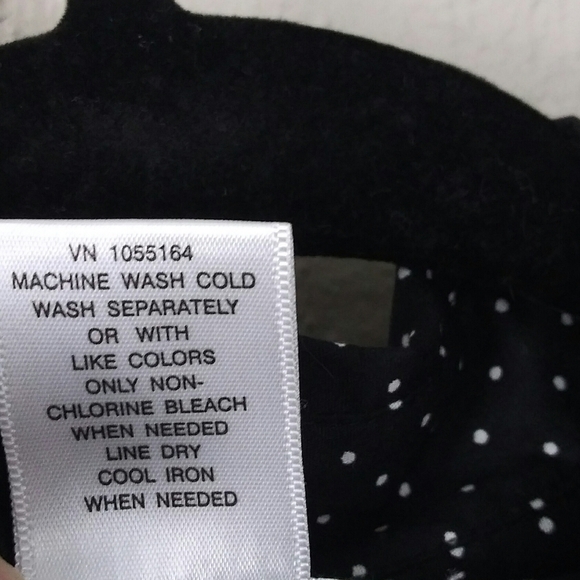 VN 1055164
MACHINE WASH COLD
WASH SEPARATELY
OR WITH
LIKE COLORS
ONLY NON-
CHLORINE BLEACH
WHEN NEEDED
LINE DRY
COOL IRON
WHEN NEEDED